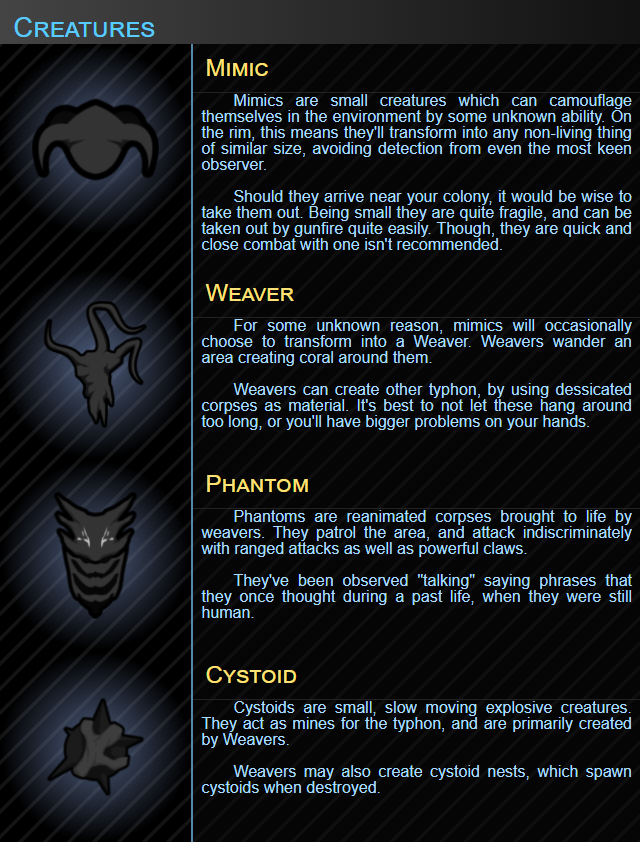 Creatures
Mimic
Mimics are small creatures which can camouflage
themselves in the environment by some unknown ability. On
the rim, this means they'll transform into any non-living thing
of similar size, avoiding detection from even the most keen
observer.
Should they arrive near your colony, it would be wise to
take them out. Being small they are quite fragile, and can be
taken out by gunfire quite easily. Though, they are quick and
close combat with one isn't recommended.
Weaver
For some unknown reason, mimics will occasionally
choose to transform into a Weaver. Weavers wander an
area creating coral around them.
Weavers can create other typhon, by using dessicated
corpses as material. It's best to not let these hang around
too long, or you'll have bigger problems on your hands.
Phantom
Phantoms are reanimated corpses brought to life by
weavers. They patrol the area, and attack indiscriminately
with ranged attacks as well as powerful claws.
They've been observed "talking" saying phrases that
they once thought during a past life, when they were still
human.
Cystoid
Cystoids are small, slow moving explosive creatures.
They act as mines for the typhon, and are primarily created
by Weavers.
Weavers may also create cystoid nests, which spawn
cystoids when destroyed.